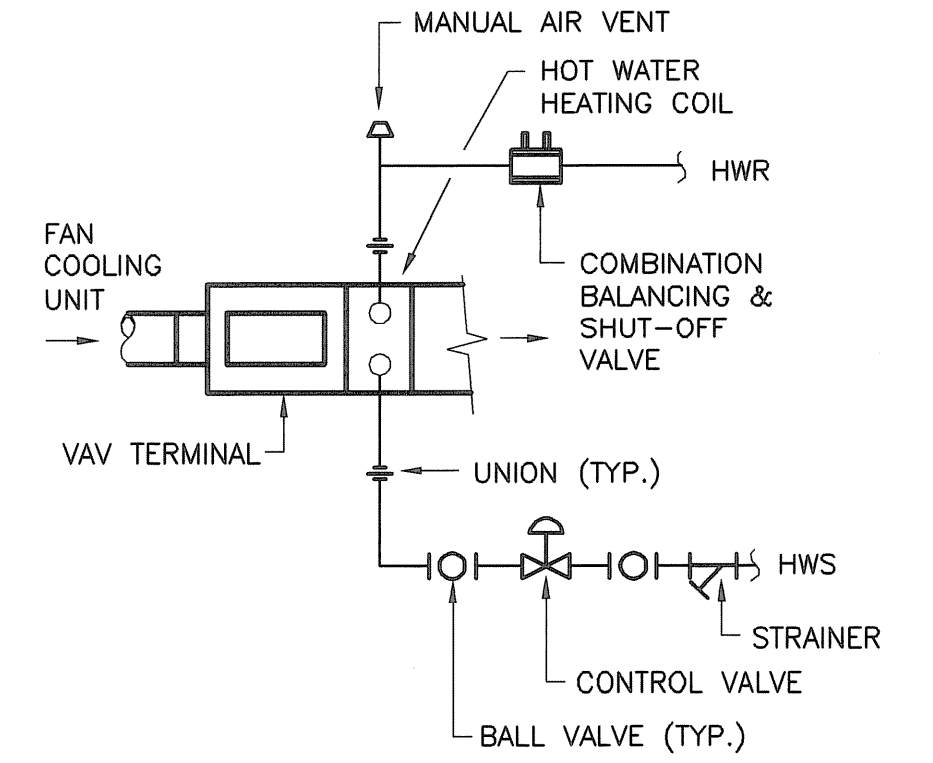 MANUAL AIR VENT
HOT WATER
HEATING COIL
HWR
FAN
COOLING
UNIT
COMBINATION
BALANCING &
SHUT-OFF
VALVE
VAV TERMINAL
UNION (TYP.)
HWS
STRAINER
CONTROL VALVE
BALL VALVE (TYP.)